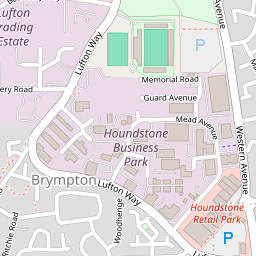 Lufton
rading
Estate
Lufton Way
P
Memorial Road
ery Road
Guard Avenue
Mead Avenue
Houndstone
Business
Park
Western Avenue
Brympton
Lufton Way
Houndstone
Retail Park
Woodhenge
Ritchie Road
P